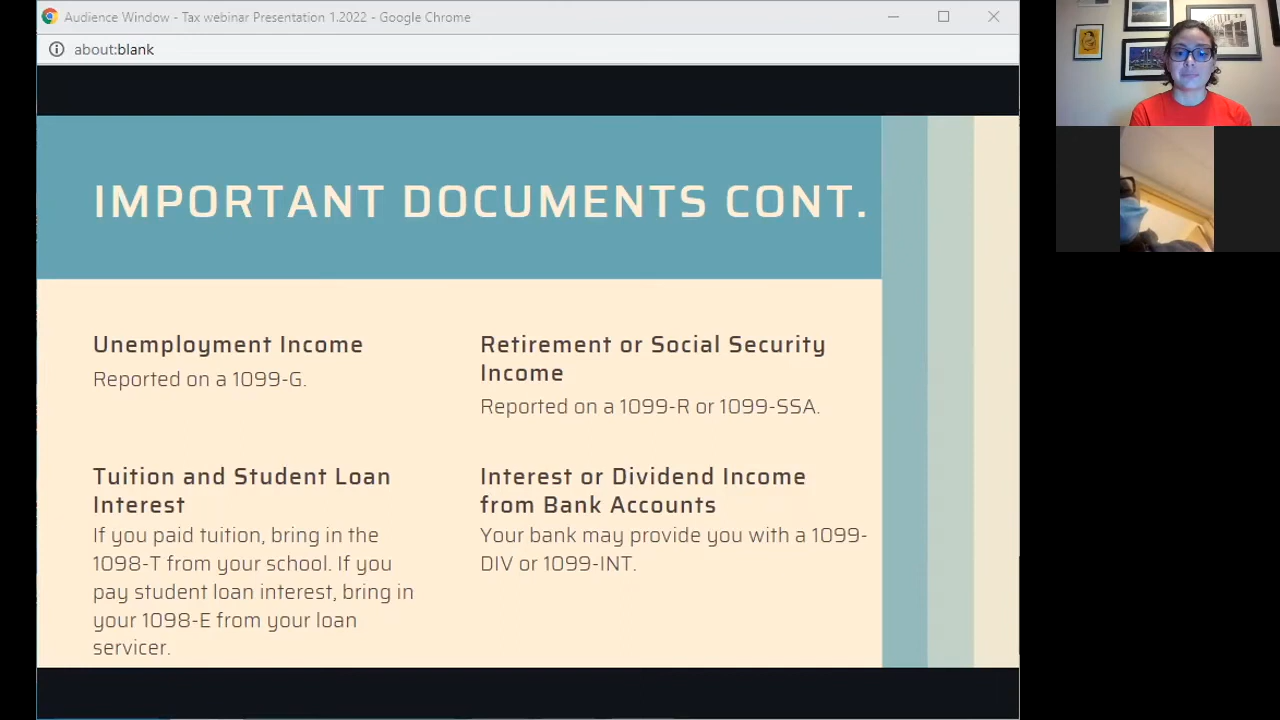 Audience Window - Tax webinar Presentation 1.2022 - Google Chrome
about:blank
IMPORTANT DOCUMENTS CONT.
Unemployment Income
Reported on a 1099-G.
Retirement or Social Security
Income
Reported on a 1099-R or 1099-SSA.
Tuition and Student Loan
Interest
If you paid tuition, bring in the
1098-T from your school. If you
pay student loan interest, bring in
your 1098-E from your loan
servicer.
Interest or Dividend Income
from Bank Accounts
Your bank may provide you with a 1099-
DIV or 1099-INT.